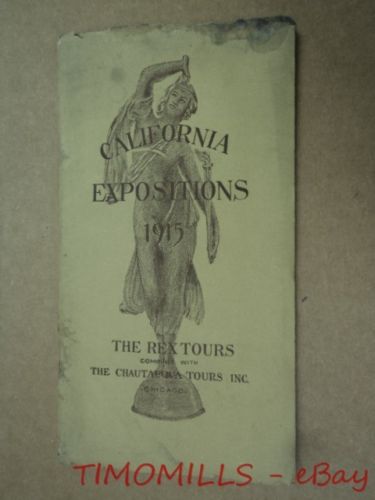 CALIFORNIA
EXPOSITIONS
1915
THE REX TOURS
COMBINED WITH
THE CHAUTAUQUA TOURS INC.
CHICAGO
TIMOMILLS - eBay